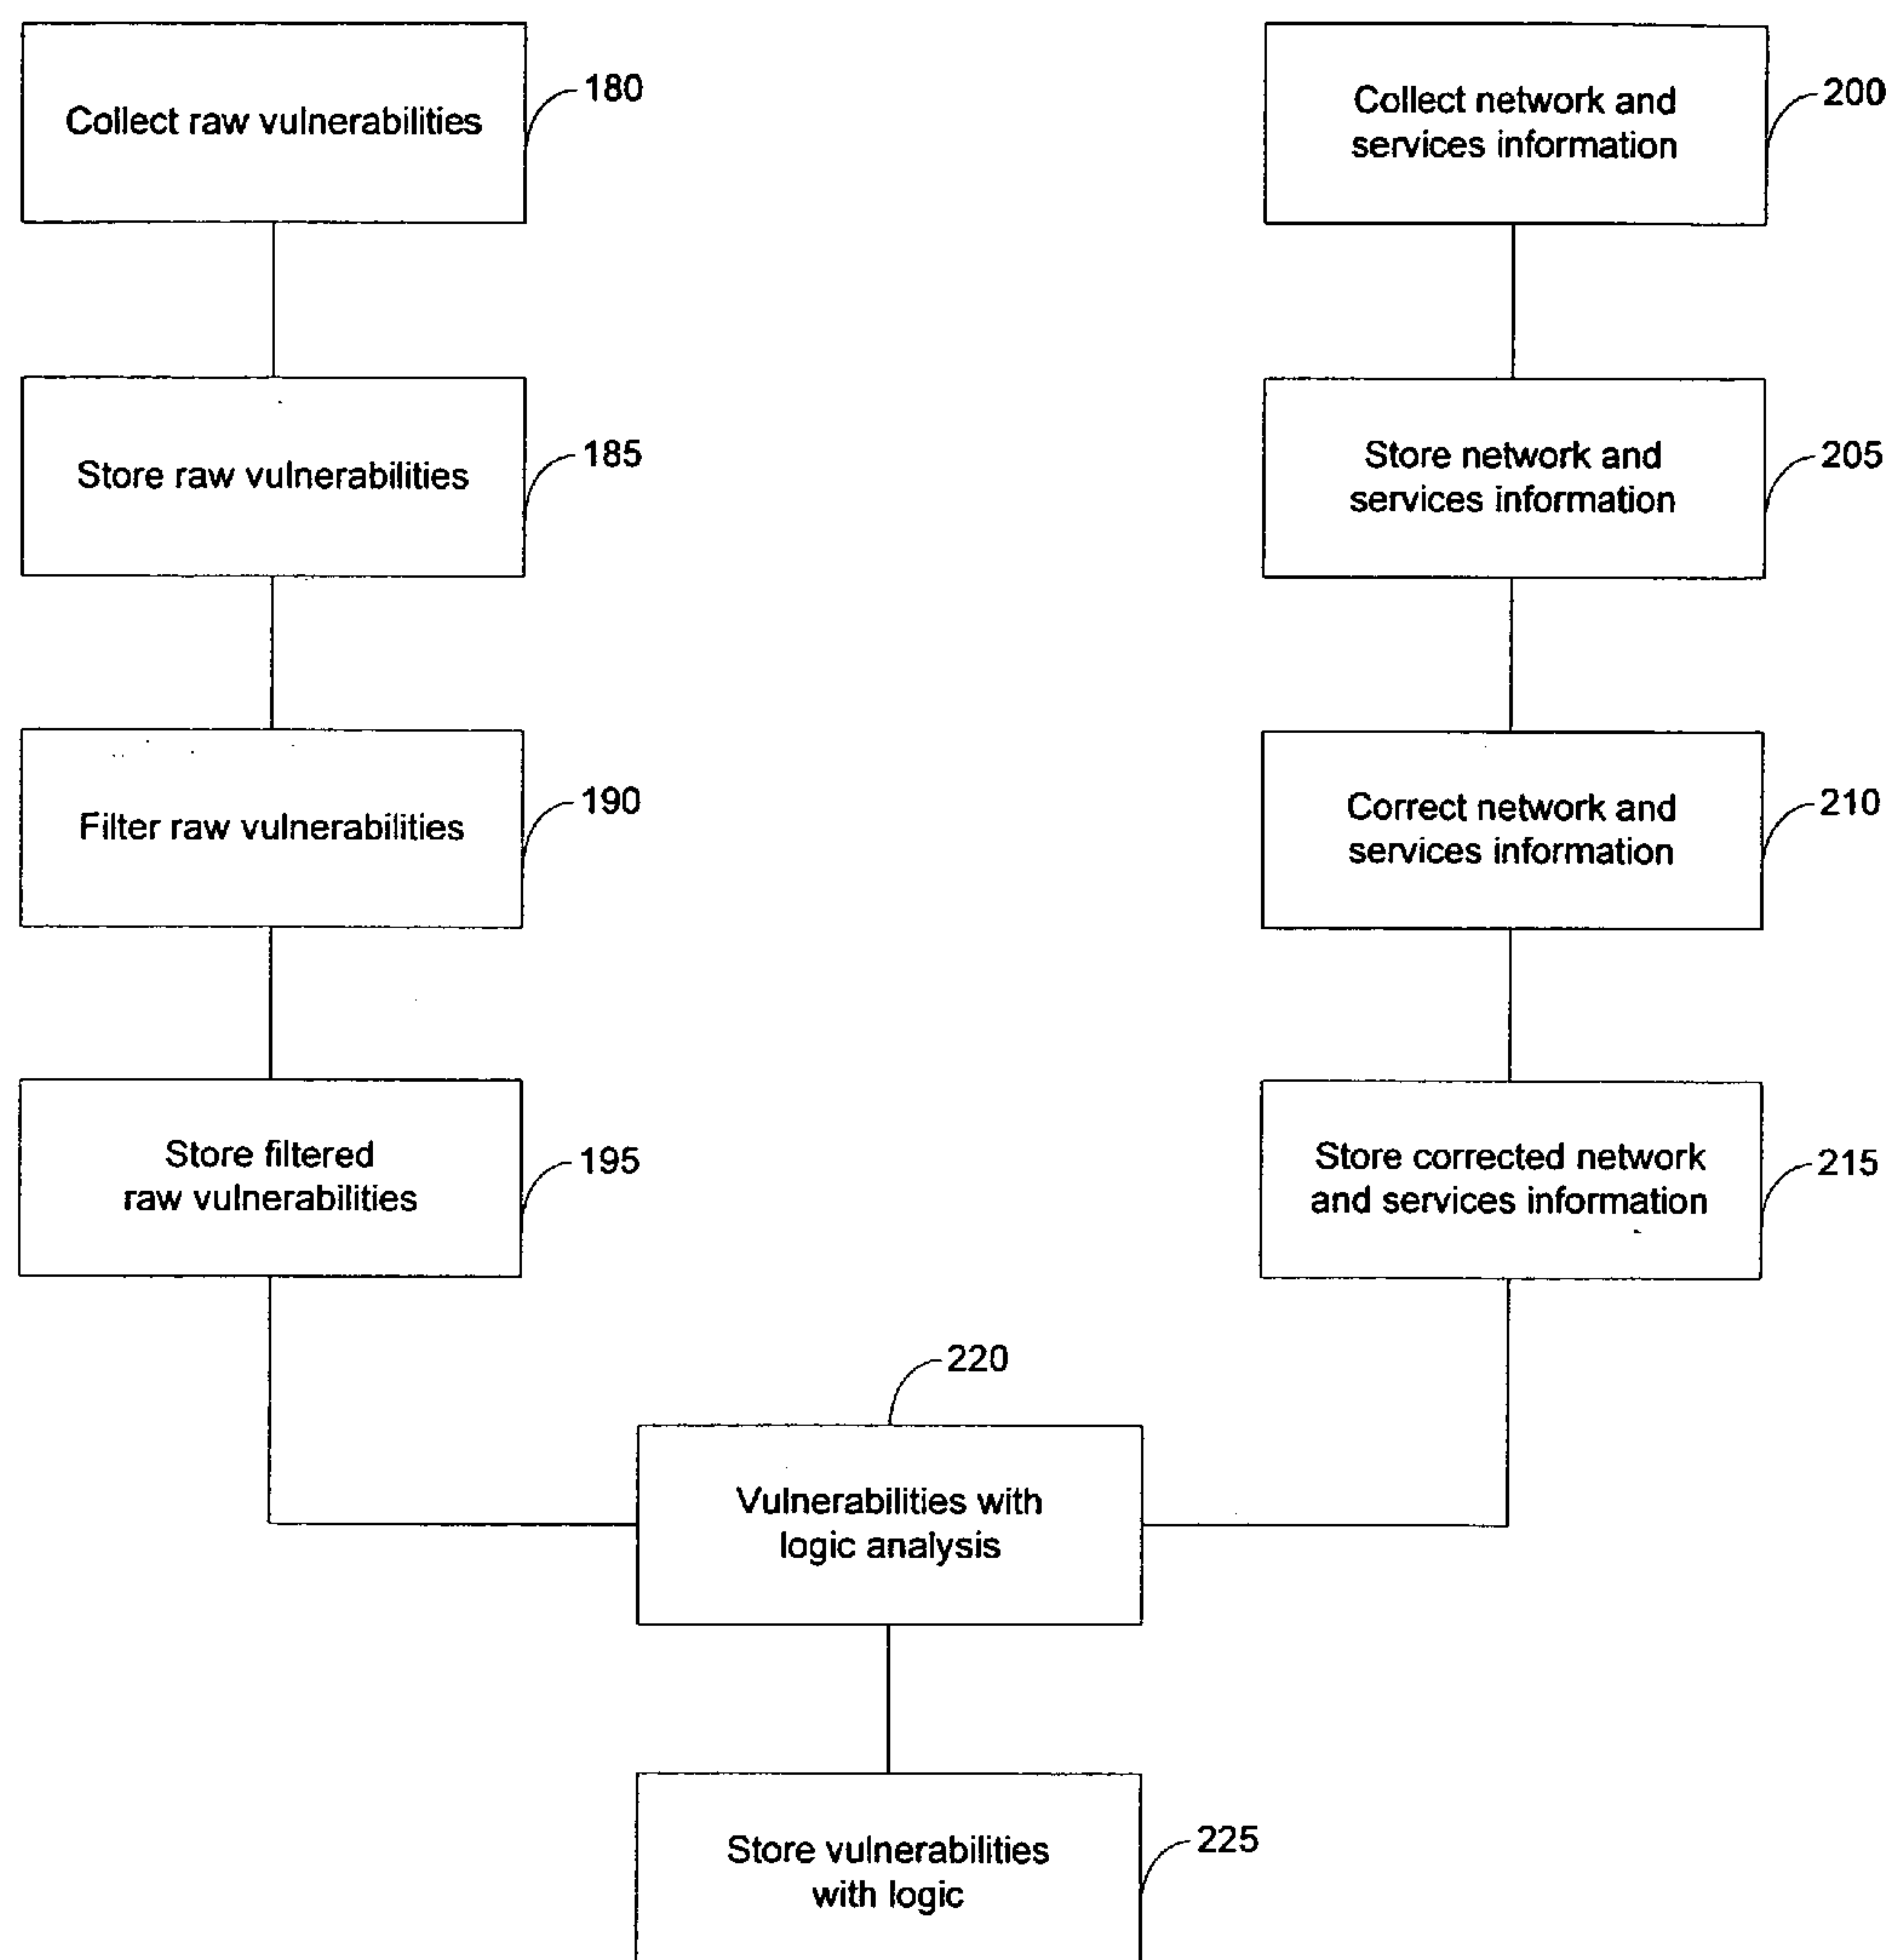 Collect raw vulnerabilities
180
Store raw vulnerabilities
185
Filter raw vulnerabilities
190
Store filtered
raw vulnerabilities
195
Collect network and
services information
200
Store network and
services information
205
Correct network and
services information
210
Store corrected network
and services information
215
220
Vulnerabilities with
logic analysis
Store vulnerabilities
with logic
225